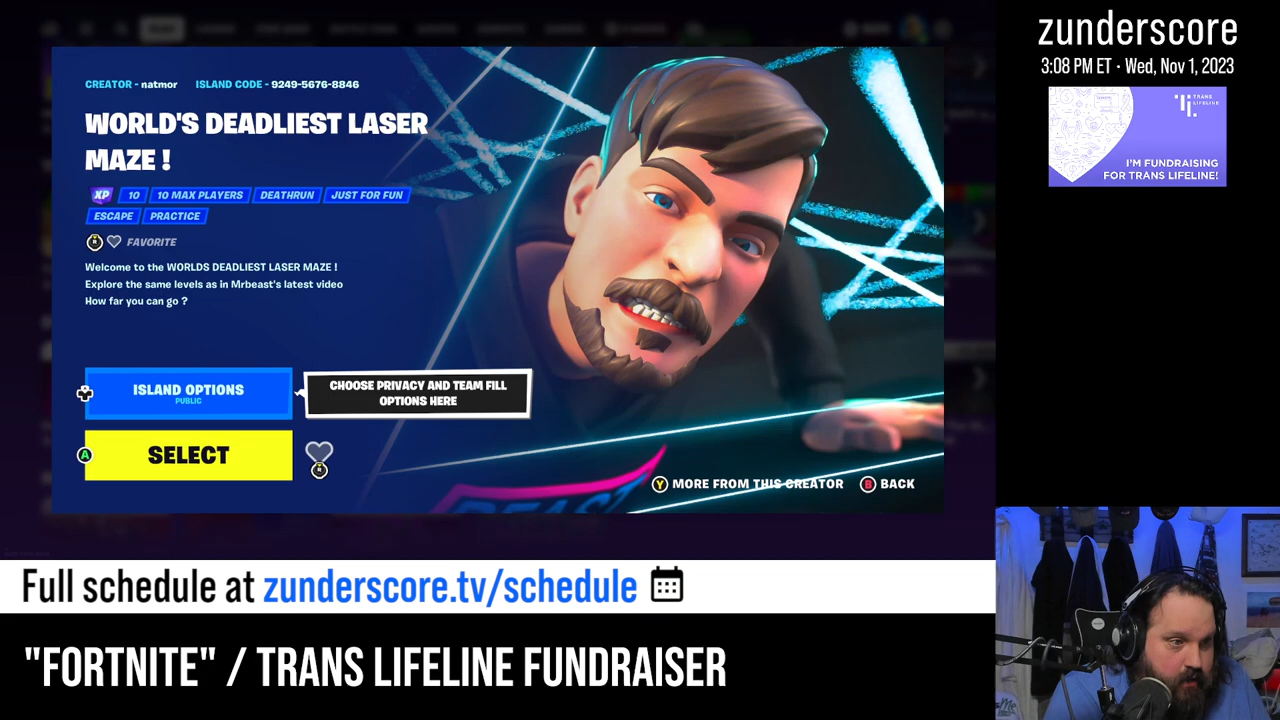 zunderscore
3:08 PM ET · Wed, Nov 1, 2023
TRANS
LIFELINE
I'M FUNDRAISING
FOR TRANS LIFELINE!
CREATOR - natmor ISLAND CODE - 9249-5676-8846
WORLD'S DEADLIEST LASER
MAZE !
XP 10 10 MAX PLAYERS DEATHRUN JUST FOR FUN
ESCAPE PRACTICE
R FAVORITE
Welcome to the WORLDS DEADLIEST LASER MAZE !
Explore the same levels as in Mrbeast's latest video
How far you can go ?
ISLAND OPTIONS
PUBLIC
CHOOSE PRIVACY AND TEAM FILL
OPTIONS HERE
A SELECT
R
Y MORE FROM THIS CREATOR B BACK
BEAST
Full schedule at zunderscore.tv/schedule
"FORTNITE" / TRANS LIFELINE FUNDRAISER